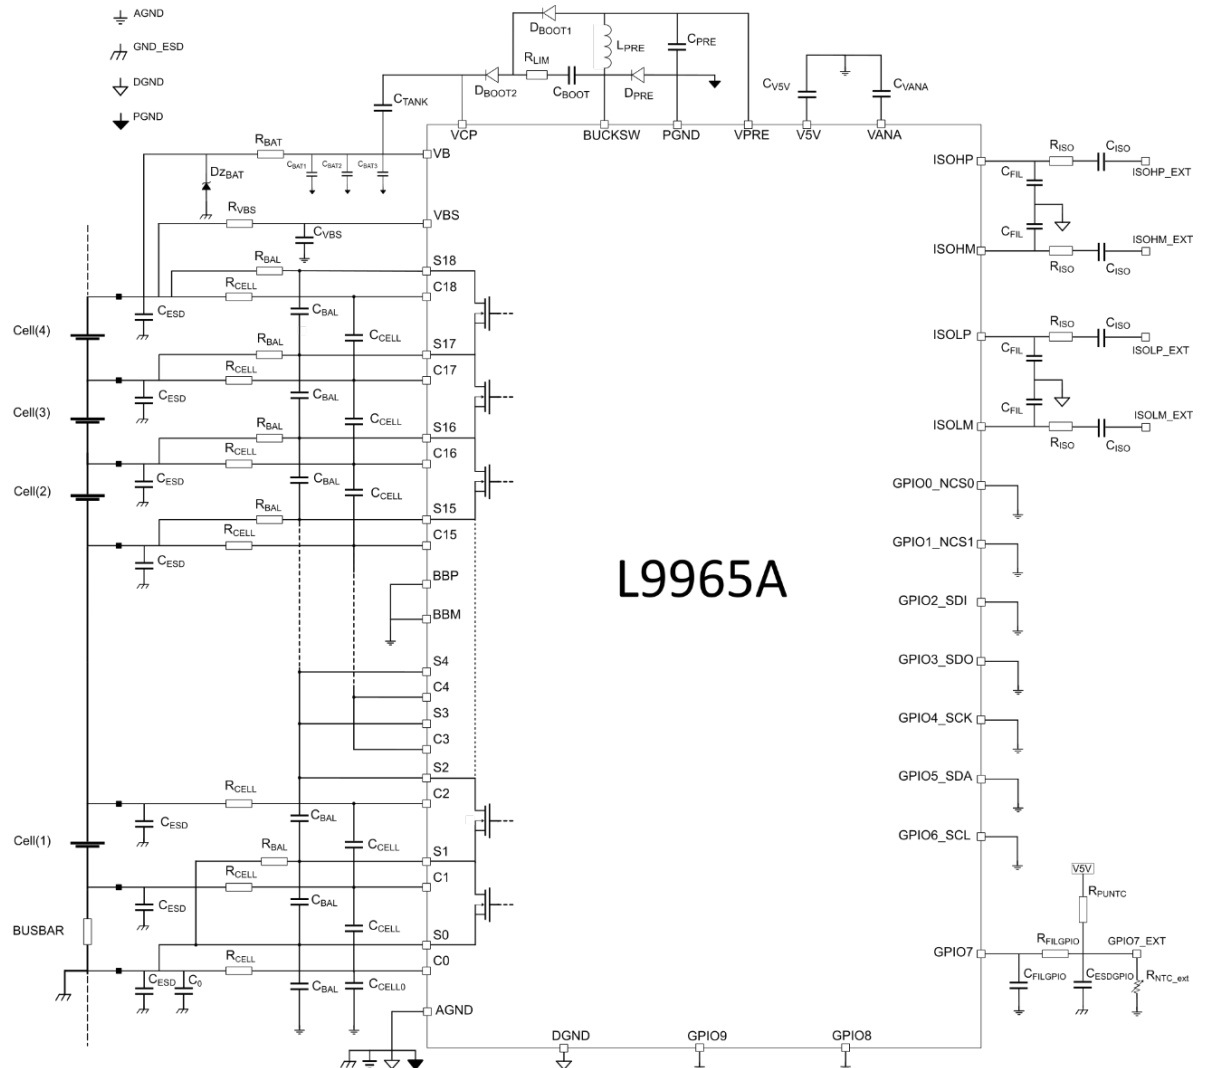 AGND
GND_ESD
DGND
PGND
DBOOT1
LPRE
CPRE
RLIM
DBOOT2
CBOOT
DPRE
CTANK
CV5V
CVANA
VCP
BUCKSW
PGND
VPRE
V5V
VANA
RBAT
VB
CBAT1
CBAT2
CBAT3
DZBAT
RVBS
VBS
CVBS
RBAL
S18
RCELL
C18
CESD
CBAL
CCELL
Cell(4)
RBAL
S17
RCELL
C17
CESD
CBAL
CCELL
Cell(3)
RBAL
S16
RCELL
C16
CESD
CBAL
CCELL
Cell(2)
RBAL
S15
RCELL
C15
CESD
BBP
BBM
S4
C4
S3
C3
S2
RCELL
C2
CESD
CBAL
CCELL
Cell(1)
RBAL
S1
RCELL
C1
CESD
CBAL
CCELL
BUSBAR
S0
RCELL
C0
CESD
C0
CBAL
CCELL0
AGND
L9965A
ISOHP
RISO
CISO
ISOHP_EXT
CFIL
CFIL
ISOHM
RISO
CISO
ISOHM_EXT
ISOLP
RISO
CISO
ISOLP_EXT
CFIL
CFIL
ISOLM
RISO
CISO
ISOLM_EXT
GPIO0_NCS0
GPIO1_NCS1
GPIO2_SDI
GPIO3_SDO
GPIO4_SCK
GPIO5_SDA
GPIO6_SCL
V5V
RPUNTC
GPIO7
RFILGPIO
GPIO7_EXT
CFILGPIO
CESDGPIO
RNTC_ext
DGND
GPIO9
GPIO8